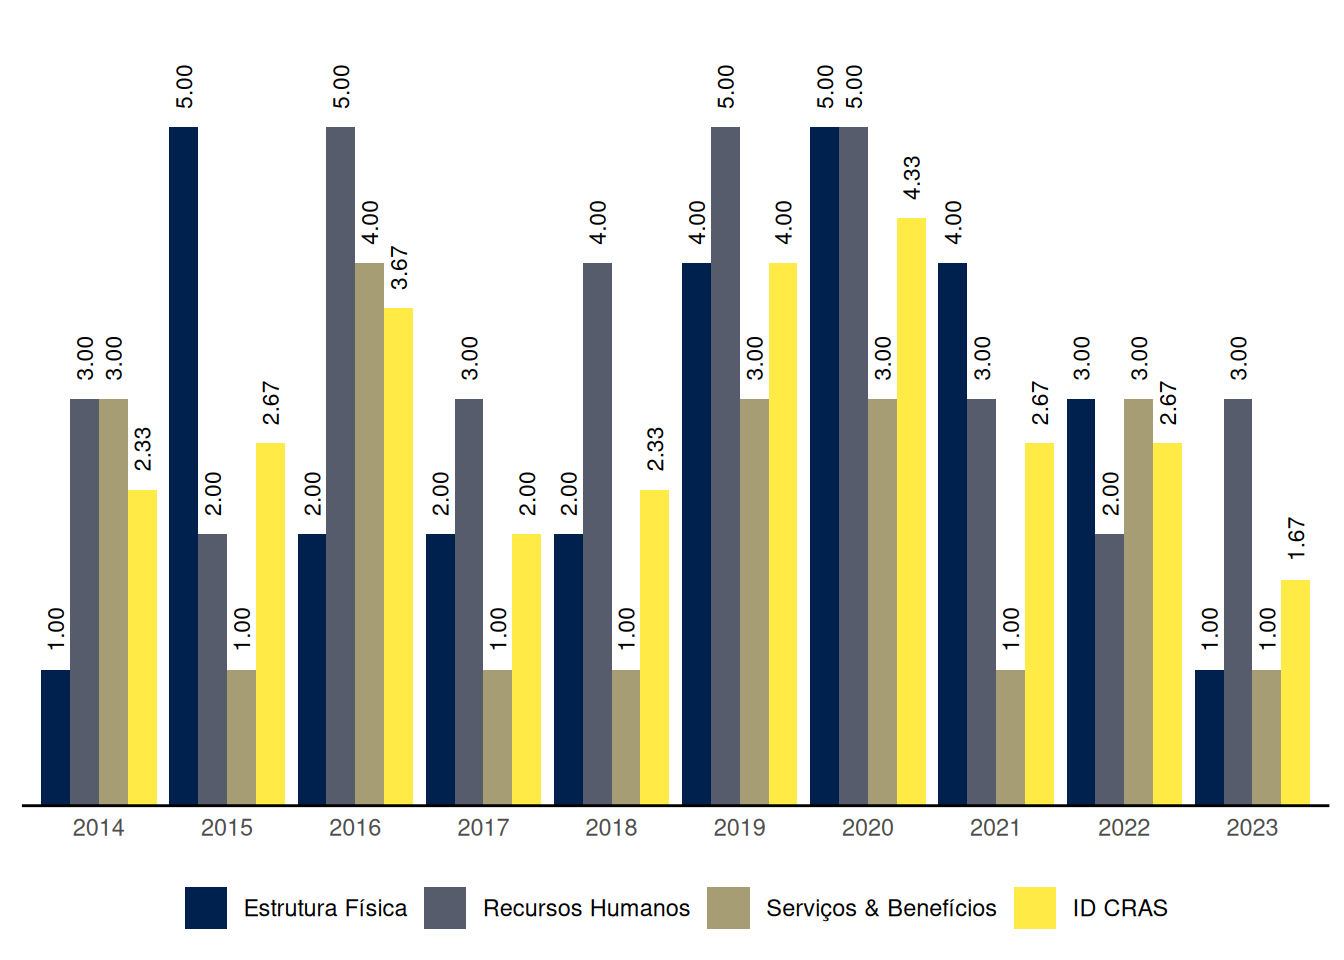 1.00 3.00 3.00 2.33 5.00 2.00 1.00 2.67 2.00 5.00 4.00 3.67 2.00 3.00 1.00 2.00 2.00 4.00 1.00 2.33 4.00 5.00 3.00 4.00 5.00 5.00 3.00 4.33 4.00 3.00 1.00 2.67 3.00 2.00 3.00 2.67 1.00 3.00 1.00 1.67
2014 2015 2016 2017 2018 2019 2020 2021 2022 2023
Estrutura Física Recursos Humanos Serviços & Benefícios ID CRAS